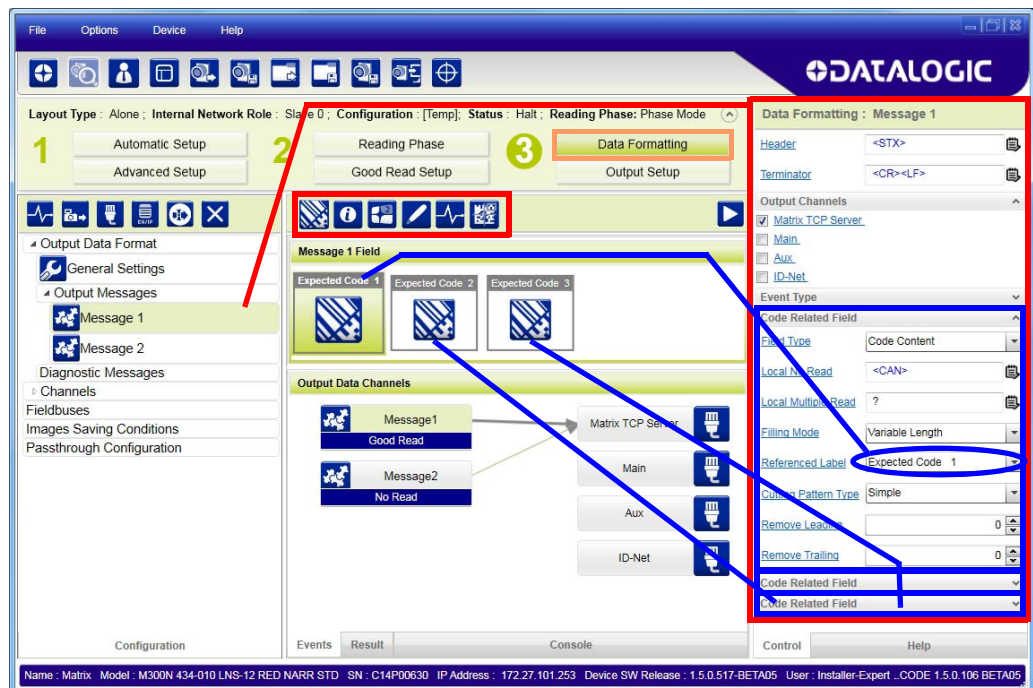 File Options Device Help
DATALOGIC
Layout Type : Alone ; Internal Network Role : Slave 0 ; Configuration : [Temp]; Status : Halt ; Reading Phase: Phase Mode
1 Automatic Setup 2 Reading Phase 3 Data Formatting
Advanced Setup Good Read Setup Output Setup
Output Data Format
General Settings
Output Messages
Message 1
Message 2
Diagnostic Messages
Channels
Fieldbuses
Images Saving Conditions
Passthrough Configuration
Configuration
Message 1 Field
Expected Code 1 Expected Code 2 Expected Code 3
Output Data Channels
Message1
Good Read
Message2
No Read
Matrix TCP Server
Main
Aux
ID-Net
Events Result Console
Data Formatting : Message 1
Header <STX>
Terminator <CR><LF>
Output Channels
Matrix TCP Server
Main
Aux
ID-Net
Event Type
Code Related Field
Field Type Code Content
Local No Read <CAN>
Local Multiple Read ?
Filling Mode Variable Length
Referenced Label Expected Code 1
Cutting Pattern Type Simple
Remove Leading 0
Remove Trailing 0
Code Related Field
Code Related Field
Control Help
Name : Matrix Model : M300N 434-010 LNS-12 RED NARR STD SN : C14P00630 IP Address : 172.27.101.253 Device SW Release : 1.5.0.517-BETA05 User : Installer-Expert ..CODE 1.5.0.106 BETA05